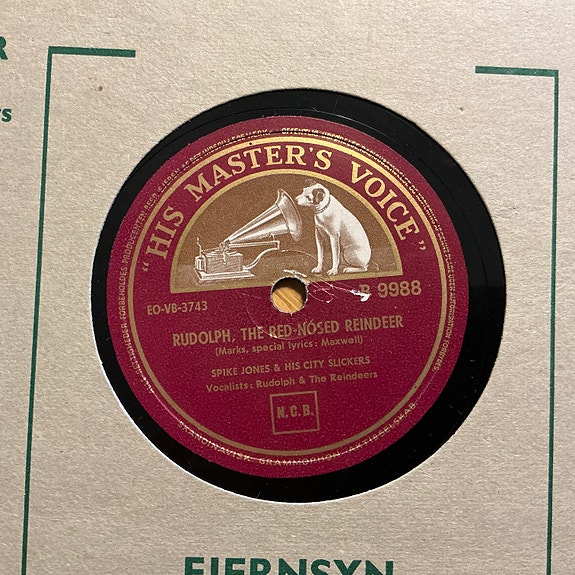 R
"HIS MASTER'S VOICE"
EO-VB-3743
B 9988
RUDOLPH, THE RED-NOSED REINDEER
(Marks, special lyrics: Maxwell)
SPIKE JONES & HIS CITY SLICKERS
Vocalists: Rudolph & The Reindeers
N.C.B.
SKANDINAVISK GRAMMOPHON-AKTIESELSKAB.
FJERNSYN